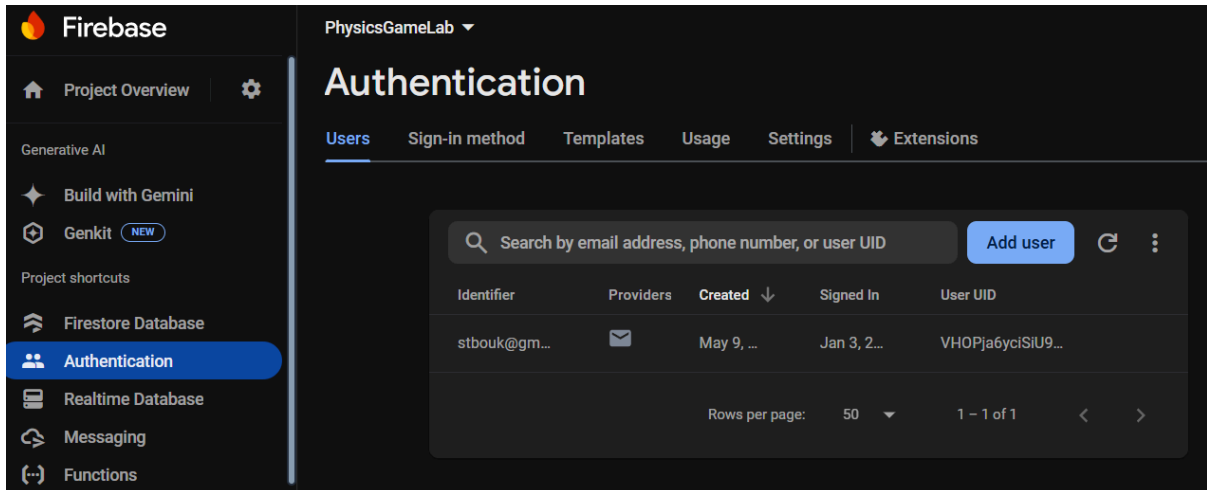 Firebase
Project Overview
Generative AI
Build with Gemini
Genkit NEW
Project shortcuts
Firestore Database
Authentication
Realtime Database
Messaging
Functions
PhysicsGameLab
Authentication
Users Sign-in method Templates Usage Settings Extensions
Search by email address, phone number, or user UID Add user
Identifier Providers Created Signed In User UID
stbouk@gm... May 9, ... Jan 3, 2... VHOPja6yciSiU9...
Rows per page: 50 1 – 1 of 1